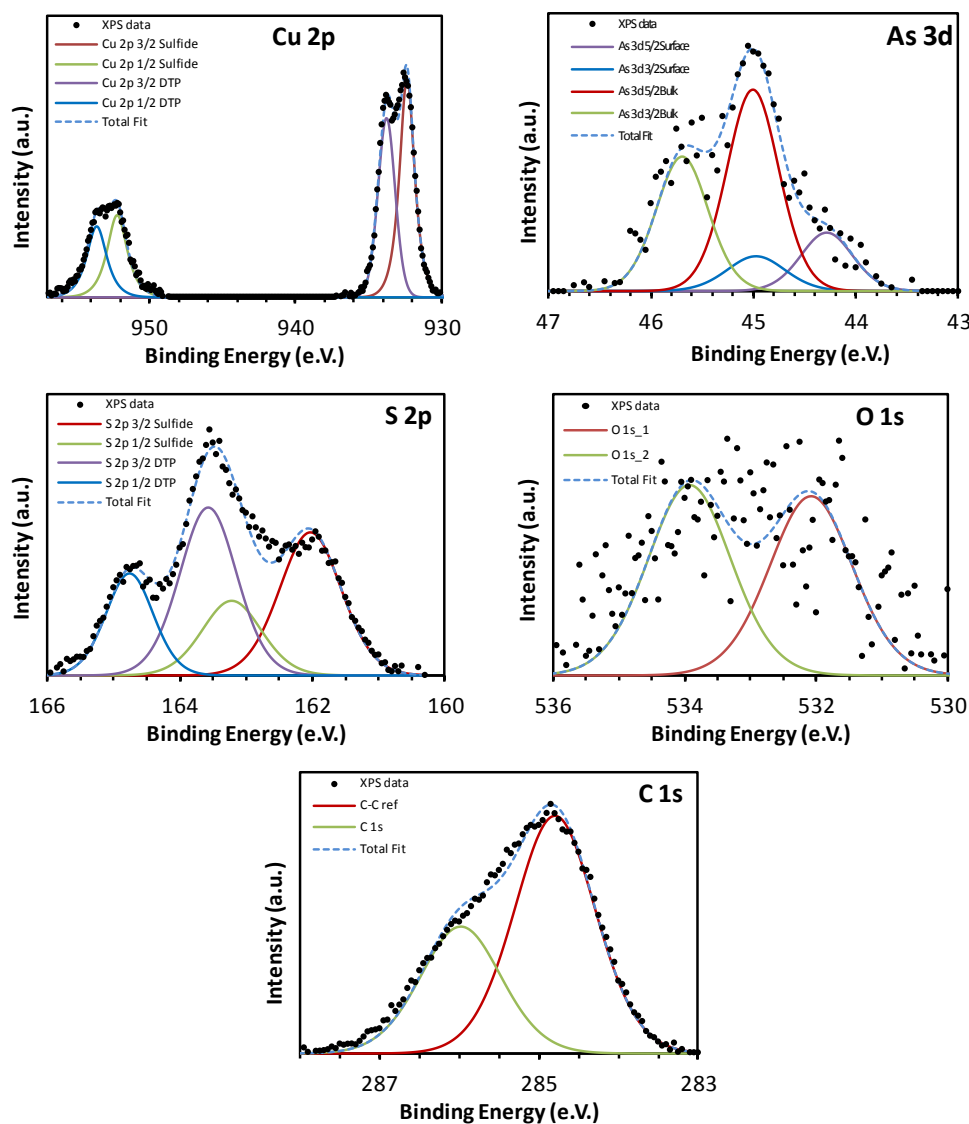 XPS data
Cu 2p 3/2 Sulfide
Cu 2p 1/2 Sulfide
Cu 2p 3/2 DTP
Cu 2p 1/2 DTP
Total Fit
Cu 2p
Intensity (a.u.)
950
940
930
Binding Energy (e.V.)
XPS data
As 3d5/2Surface
As 3d3/2Surface
As 3d5/2Bulk
As 3d3/2Bulk
Total Fit
As 3d
Intensity (a.u.)
47
46
45
44
43
Binding Energy (e.V.)
XPS data
S 2p 3/2 Sulfide
S 2p 1/2 Sulfide
S 2p 3/2 DTP
S 2p 1/2 DTP
Total Fit
S 2p
Intensity (a.u.)
166
164
162
160
Binding Energy (e.V.)
XPS data
O 1s_1
O 1s_2
Total Fit
O 1s
Intensity (a.u.)
536
534
532
530
Binding Energy (e.V.)
XPS data
C-C ref
C 1s
Total Fit
C 1s
Intensity (a.u.)
287
285
283
Binding Energy (e.V.)